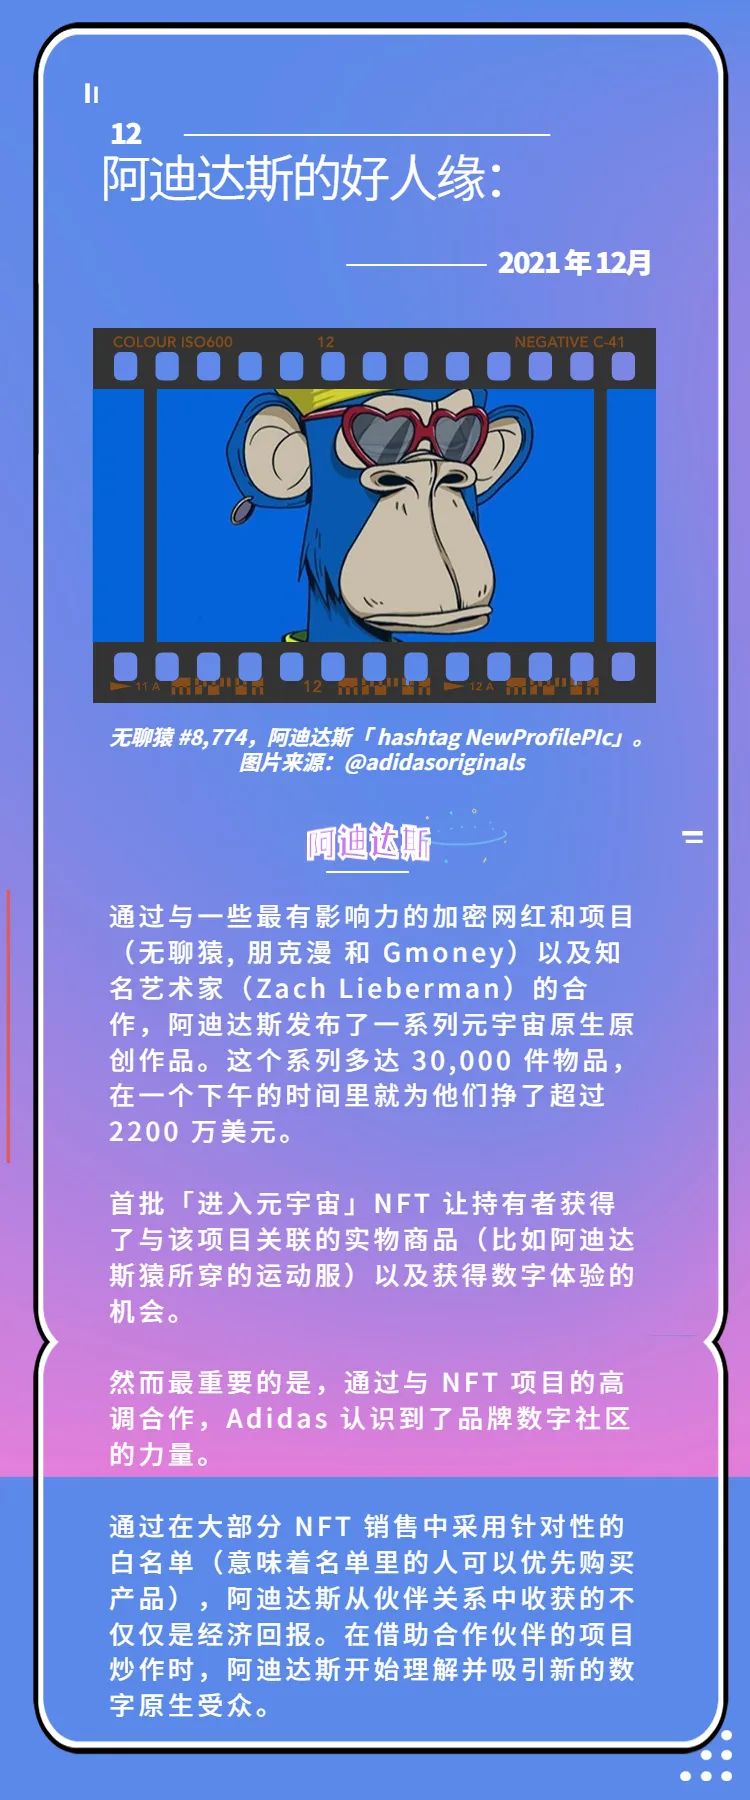 12
阿迪达斯的好人缘：
2021年12月
COLOUR ISO600 12 NEGATIVE C-41
11 A 12 12 A
无聊猿 #8,774，阿迪达斯「 hashtag NewProfilePIc」。
图片来源：@adidasoriginals
阿迪达斯
通过与一些最有影响力的加密网红和项目
（无聊猿, 朋克漫 和 Gmoney）以及知
名艺术家（Zach Lieberman）的合
作，阿迪达斯发布了一系列元宇宙原生原
创作品。这个系列多达 30,000 件物品，
在一个下午的时间里就为他们挣了超过
2200 万美元。
首批「进入元宇宙」NFT 让持有者获得
了与该项目关联的实物商品（比如阿迪达
斯猿所穿的运动服）以及获得数字体验的
机会。
然而最重要的是，通过与 NFT 项目的高
调合作，Adidas 认识到了品牌数字社区
的力量。
通过在大部分 NFT 销售中采用针对性的
白名单（意味着名单里的人可以优先购买
产品），阿迪达斯从伙伴关系中收获的不
仅仅是经济回报。在借助合作伙伴的项目
炒作时，阿迪达斯开始理解并吸引新的数
字原生受众。